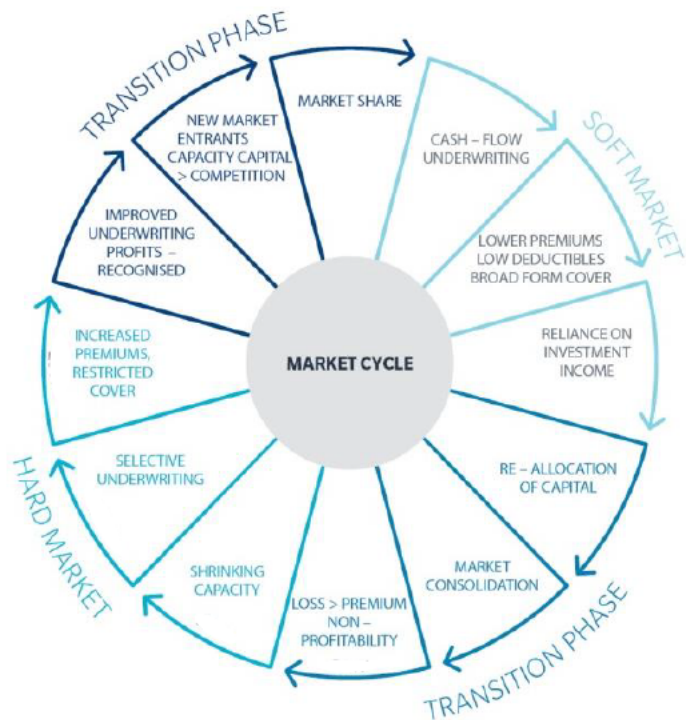 TRANSITION PHASE
MARKET SHARE
CASH – FLOW
UNDERWRITING
SOFT MARKET
LOWER PREMIUMS
LOW DEDUCTIBLES
BROAD FORM COVER
RELIANCE ON
INVESTMENT
INCOME
RE – ALLOCATION
OF CAPITAL
MARKET
CONSOLIDATION
TRANSITION PHASE
LOSS > PREMIUM
NON –
PROFITABILITY
SHRINKING
CAPACITY
HARD MARKET
SELECTIVE
UNDERWRITING
INCREASED
PREMIUMS,
RESTRICTED
COVER
IMPROVED
UNDERWRITING
PROFITS –
RECOGNISED
NEW MARKET
ENTRANTS
CAPACITY CAPITAL
> COMPETITION
MARKET CYCLE